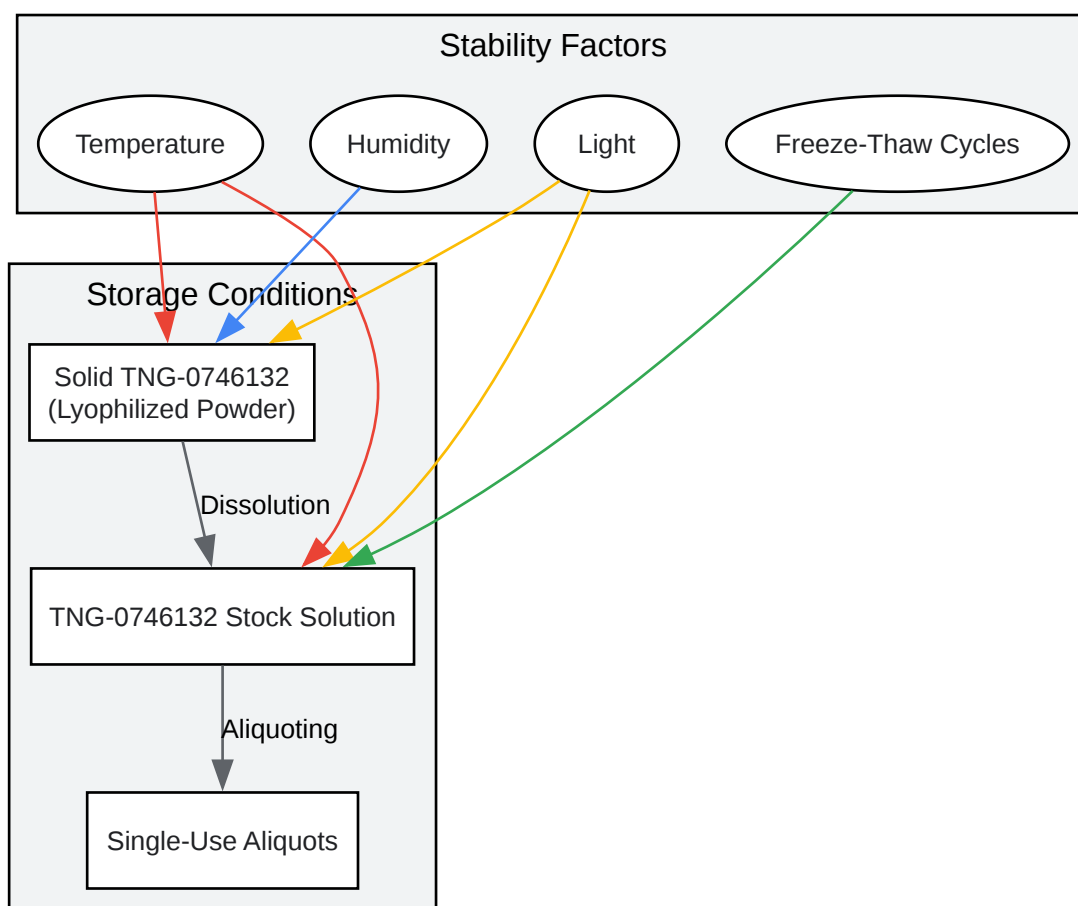 Stability Factors
Temperature
Humidity
Light
Freeze-Thaw Cycles
Storage Conditions
Solid TNG-0746132
(Lyophilized Powder)
Dissolution
TNG-0746132 Stock Solution
Aliquoting
Single-Use Aliquots